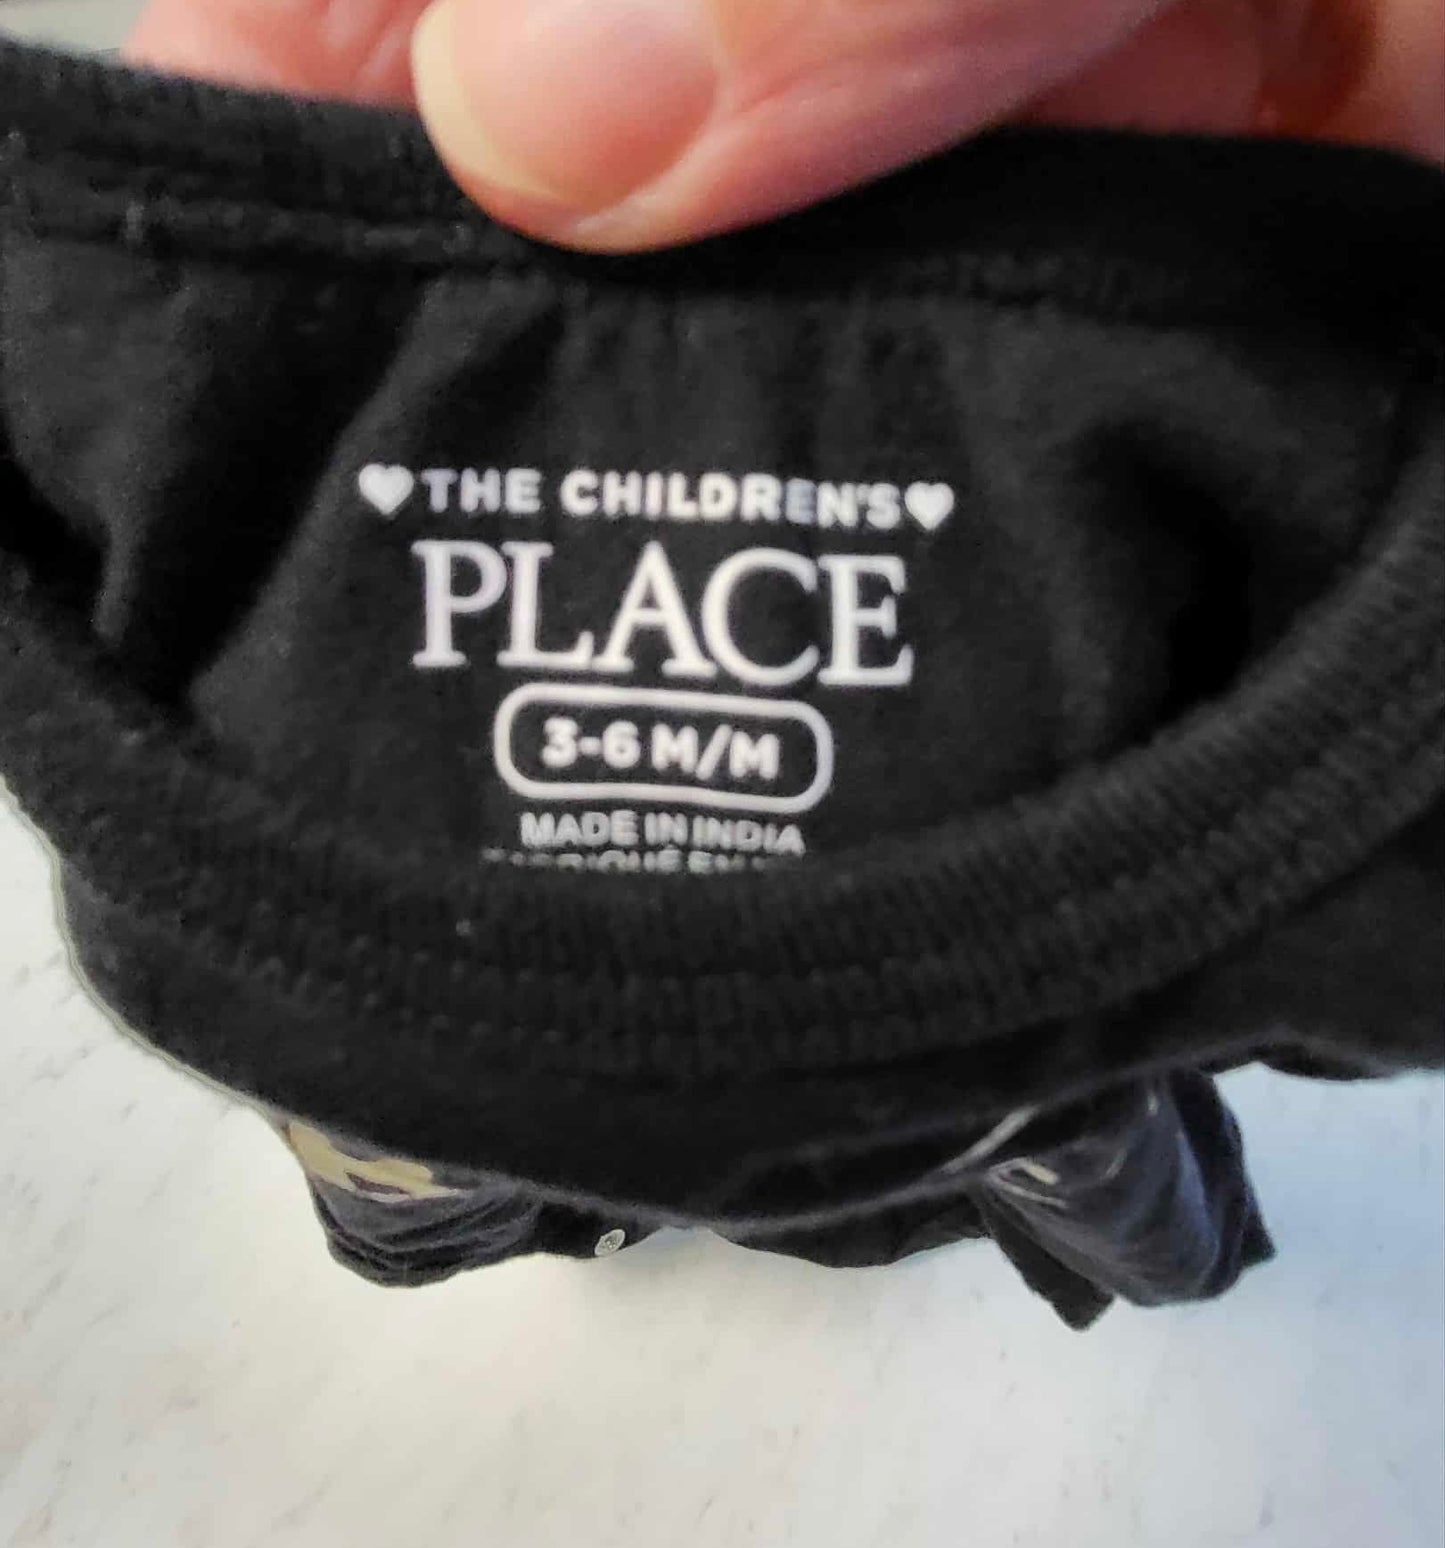 THE CHILDREN'S
PLACE
3-6 M/M
MADE IN INDIA